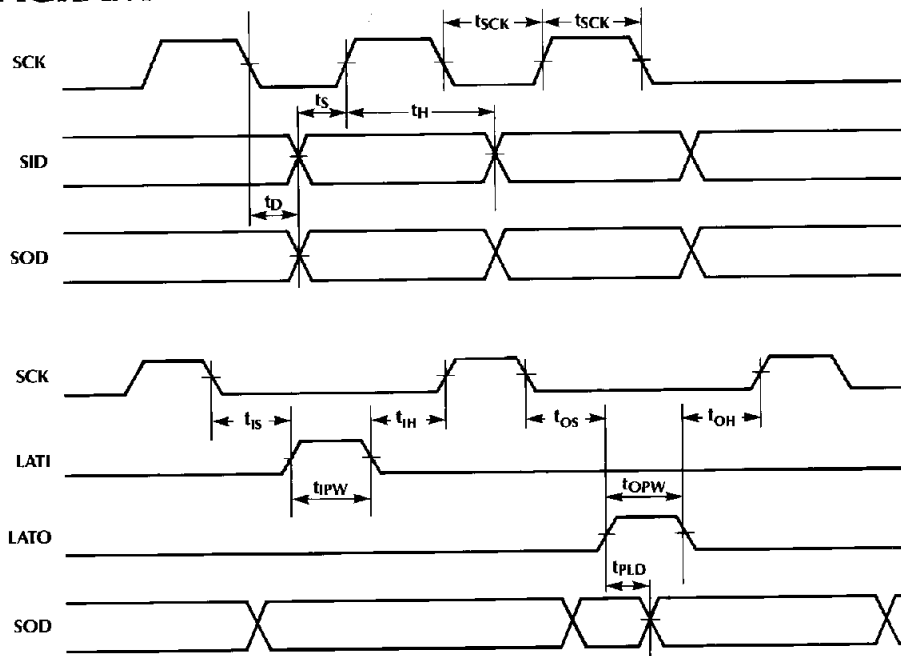 tSCK tSCK
SCK
tS tH
SID
tD
SOD
SCK
tIS tIH tOS tOH
LATI
tIPW tOPW
LATO
tPLD
SOD